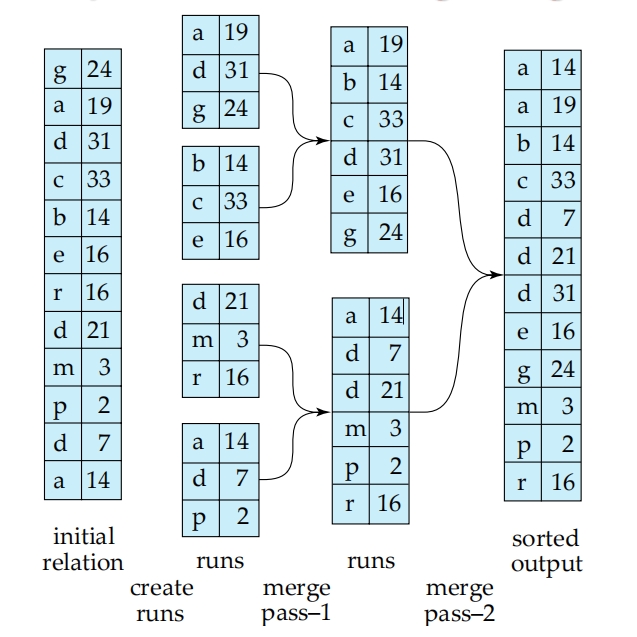 g 24
a 19
d 31
c 33
b 14
e 16
r 16
d 21
m 3
p 2
d 7
a 14
initial
relation
a 19
d 31
g 24
b 14
c 33
e 16
d 21
m 3
r 16
a 14
d 7
p 2
runs
create
runs
a 19
b 14
c 33
d 31
e 16
g 24
a 14
d 7
d 21
m 3
p 2
r 16
runs
merge
pass–1
merge
pass–2
a 14
a 19
b 14
c 33
d 7
d 21
d 31
e 16
g 24
m 3
p 2
r 16
sorted
output